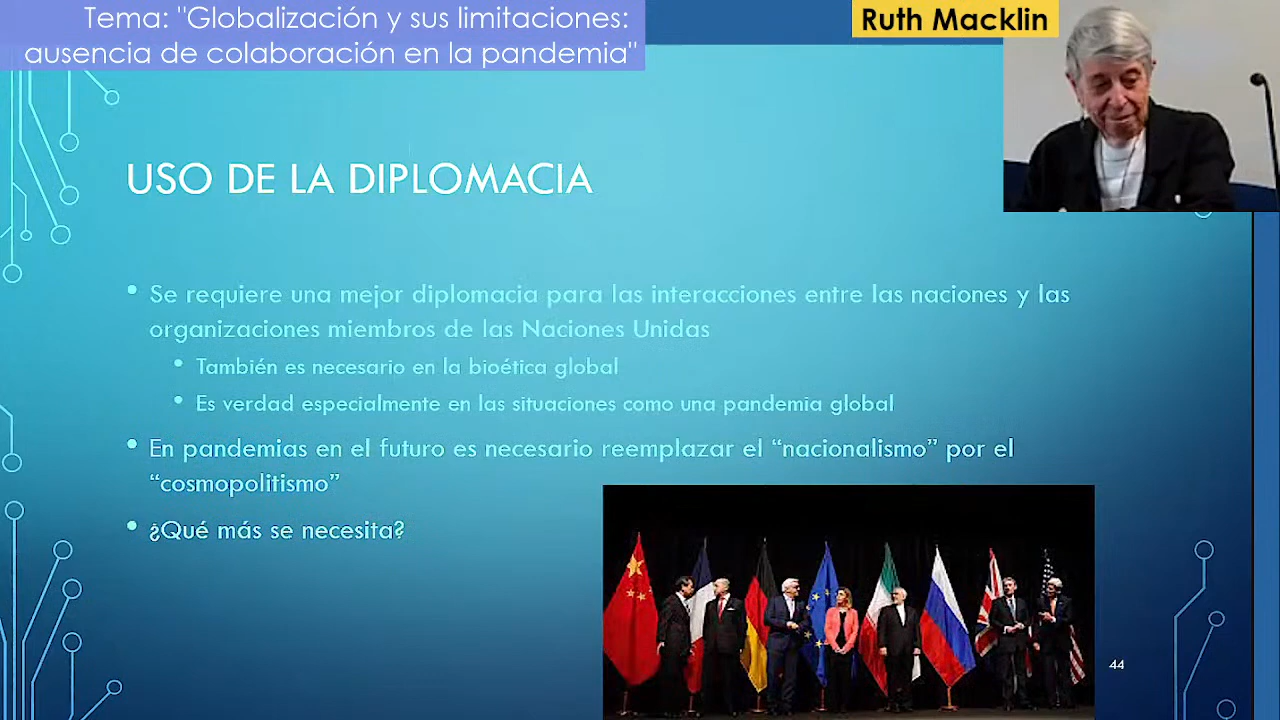 Tema: "Globalización y sus limitaciones:
ausencia de colaboración en la pandemia"
Ruth Macklin
USO DE LA DIPLOMACIA
• Se requiere una mejor diplomacia para las interacciones entre las naciones y las
organizaciones miembros de las Naciones Unidas
• También es necesario en la bioética global
• Es verdad especialmente en las situaciones como una pandemia global
• En pandemias en el futuro es necesario reemplazar el “nacionalismo” por el
“cosmopolitismo”
• ¿Qué más se necesita?
44